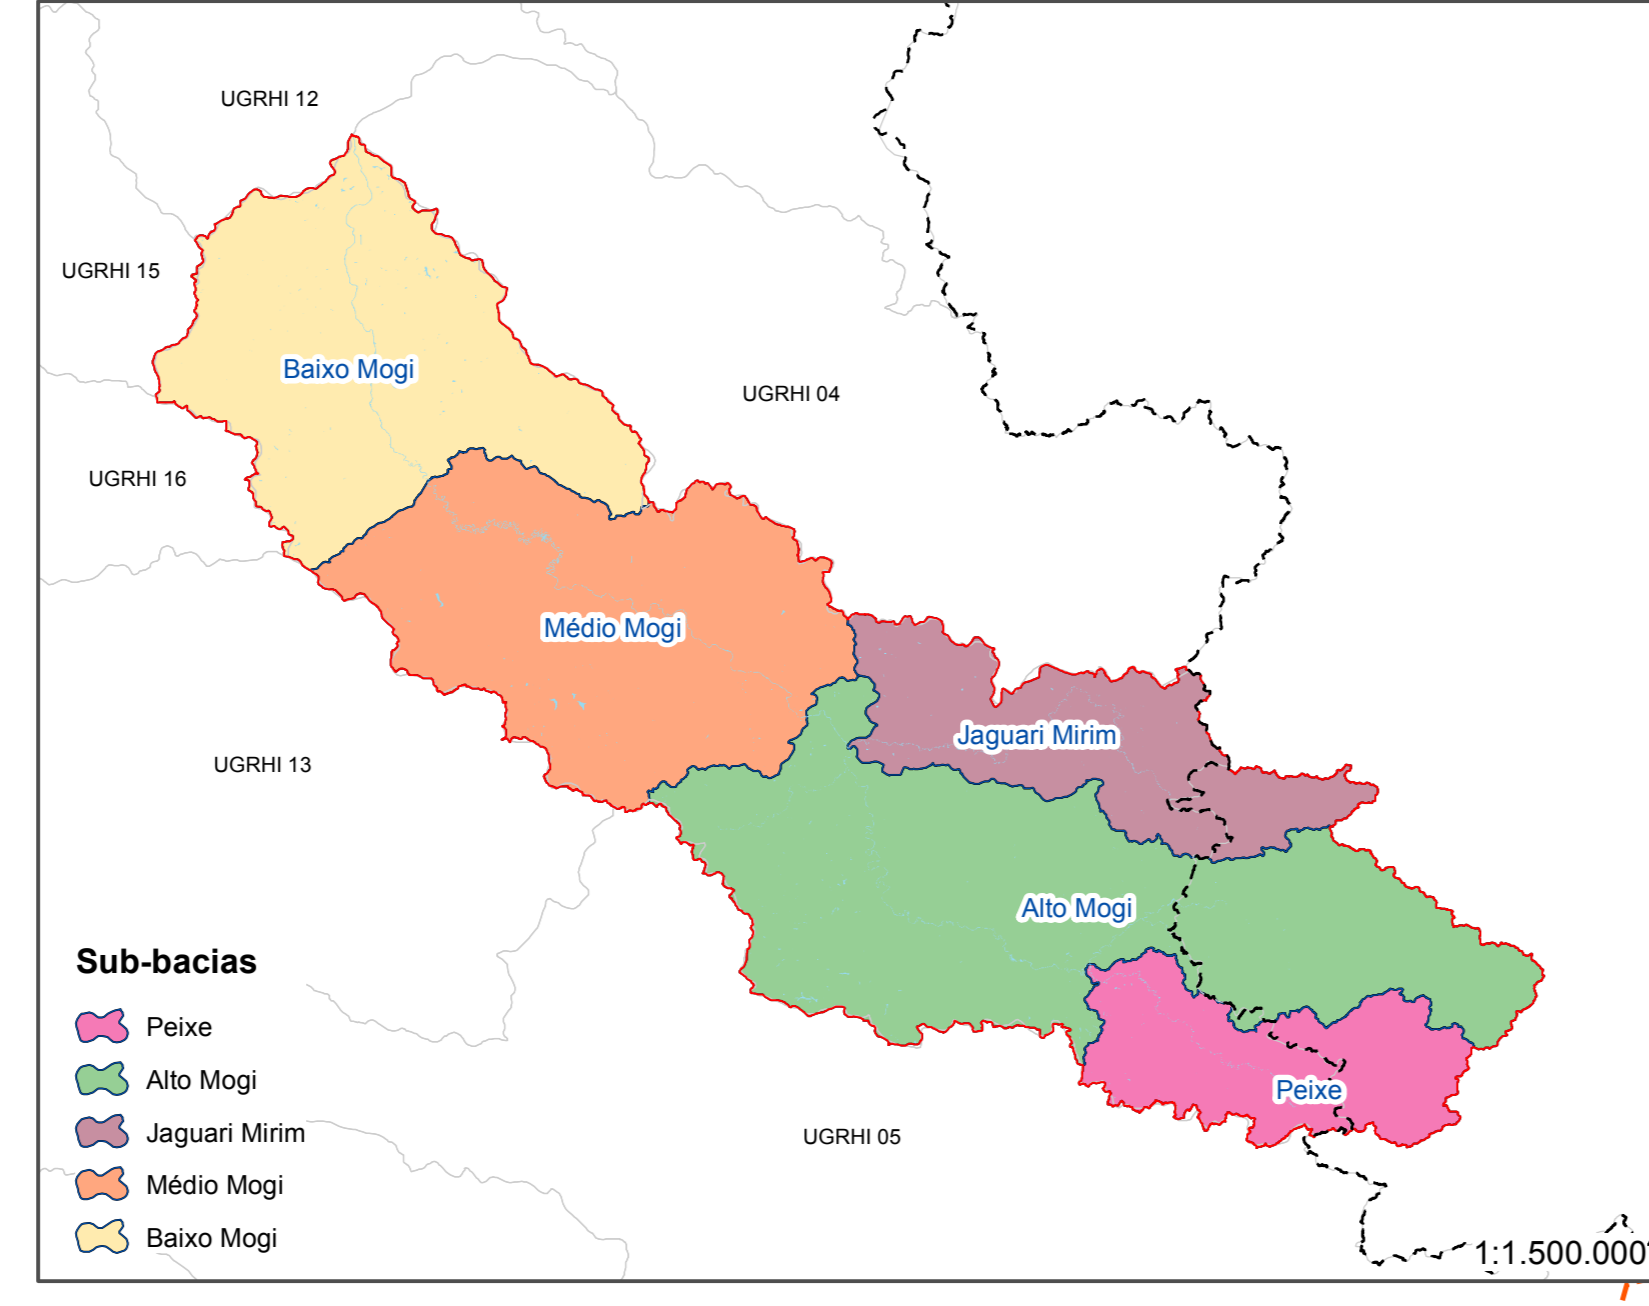 UGRHI 12
UGRHI 15
Baixo Mogi
UGRHI 04
UGRHI 16
Médio Mogi
Jaguari Mirim
UGRHI 13
Alto Mogi
Sub-bacias
Peixe
Alto Mogi
Jaguari Mirim
Médio Mogi
Baixo Mogi
Peixe
UGRHI 05
1:1.500.000